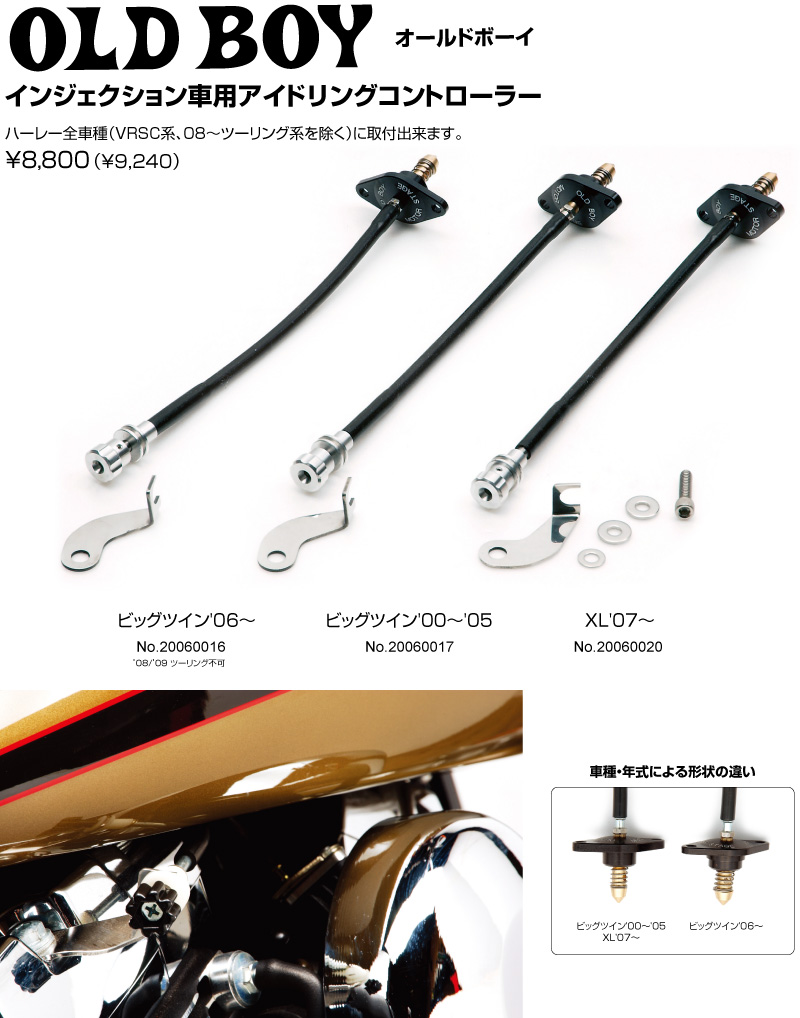 OLD BOY オールドボーイ
インジェクション車用アイドリングコントローラー
ハーレー全車種（VRSC系、08～ツーリング系を除く）に取付出来ます。
¥8,800（¥9,240）
STAGE
MOTOR
OLD
BOY
STAGE
MOTOR
ビッグツイン'06～
No.20060016
'08/'09 ツーリング不可
ビッグツイン'00～'05
No.20060017
XL'07～
No.20060020
車種・年式による形状の違い
ビッグツイン'00～'05
XL'07～
ビッグツイン'06～